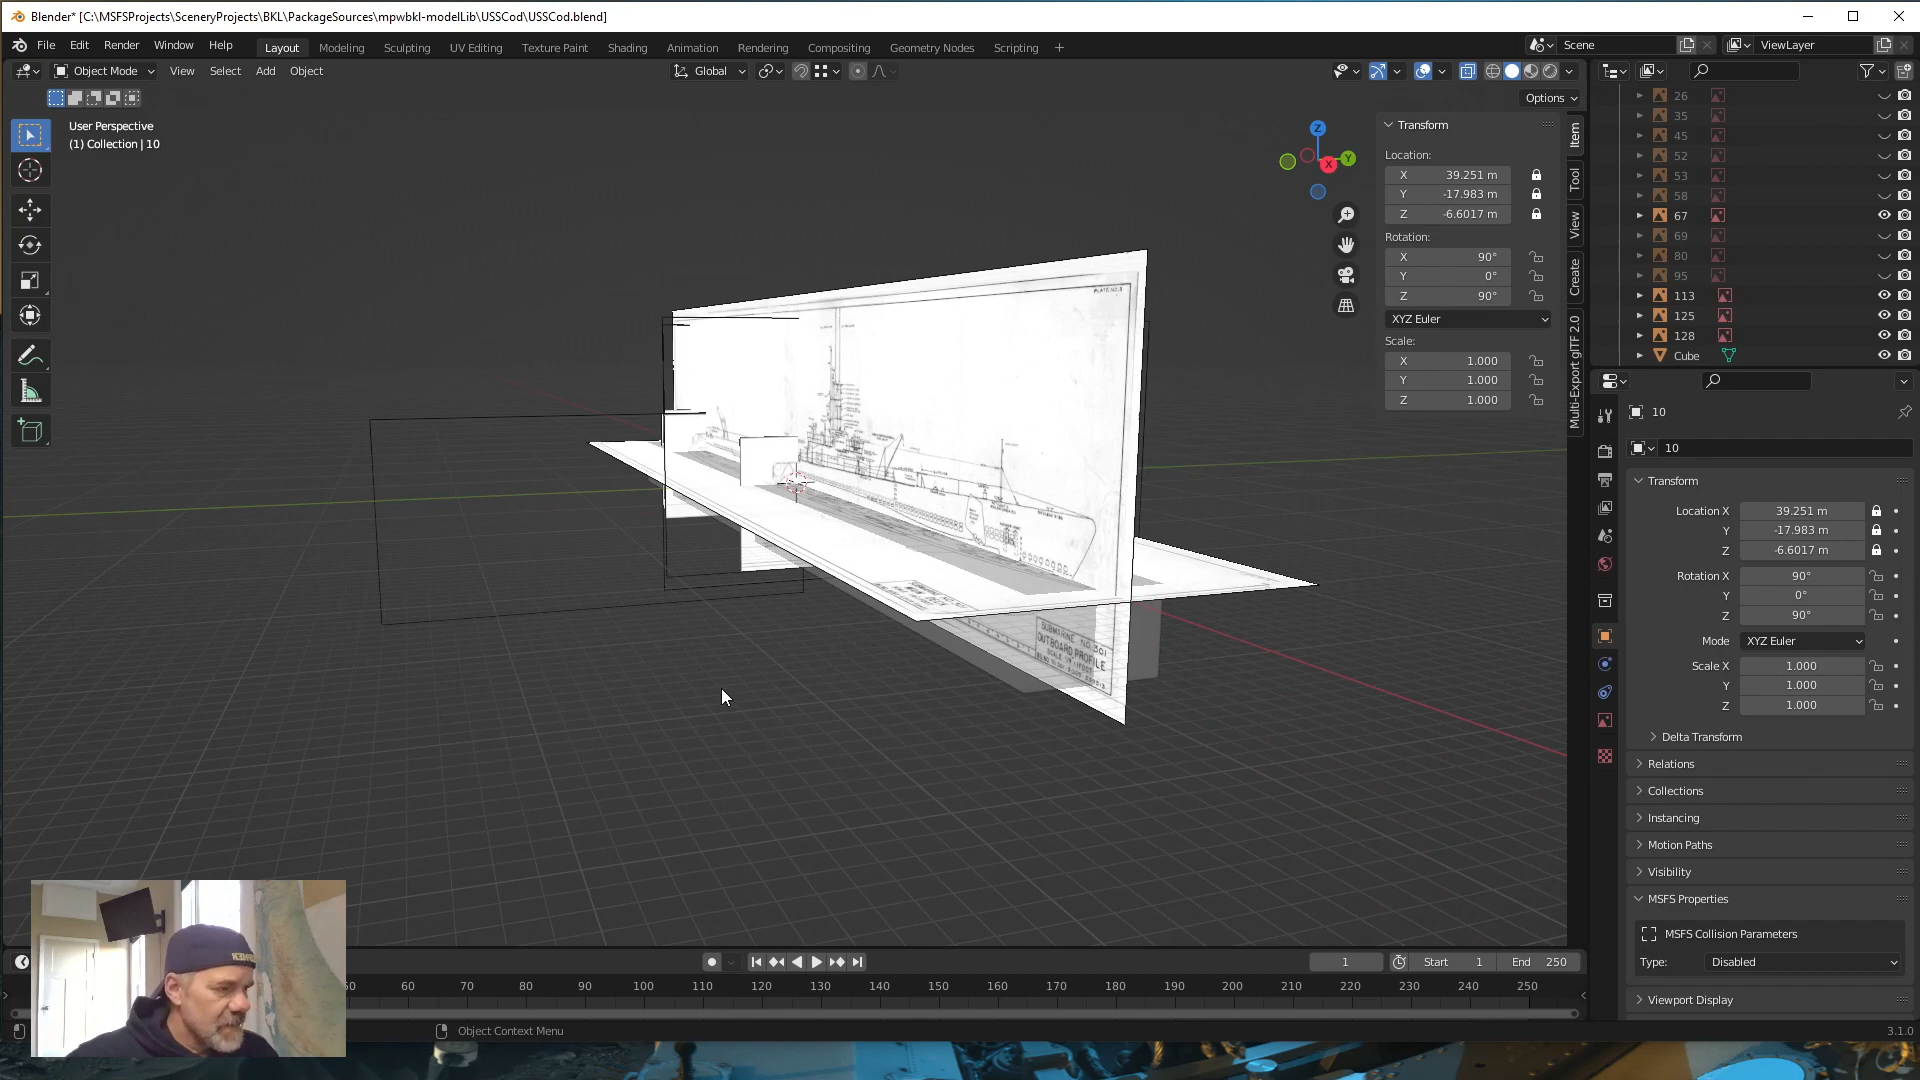 Blender* [C:\MSFSProjects\SceneryProjects\BKL\PackageSources\mpwbkl-modelLib\USSCod\USSCod.blend]
File Edit Render Window Help Layout Modeling Sculpting UV Editing Texture Paint Shading Animation Rendering Compositing Geometry Nodes Scripting + Scene ViewLayer
Object Mode View Select Add Object Global
Options
User Perspective
(1) Collection | 10
Z
Y
X
Transform
Location:
X 39.251 m
Y -17.983 m
Z -6.6017 m
Rotation:
X 90°
Y 0°
Z 90°
XYZ Euler
Scale:
X 1.000
Y 1.000
Z 1.000
Item
Tool
View
Create
Multi-Export glTF 2.0
26
35
45
52
53
58
67
69
80
95
113
125
128
Cube
10
10
Transform
Location X 39.251 m
Y -17.983 m
Z -6.6017 m
Rotation X 90°
Y 0°
Z 90°
Mode XYZ Euler
Scale X 1.000
Y 1.000
Z 1.000
Delta Transform
Relations
Collections
Instancing
Motion Paths
Visibility
MSFS Properties
MSFS Collision Parameters
Type: Disabled
Viewport Display
SUBMARINE NO. 301
OUTBOARD PROFILE
1 Start 1 End 250
50 60 70 80 90 100 110 120 130 140 150 160 170 180 190 200 210 220 230 240 250
Object Context Menu
3.1.0